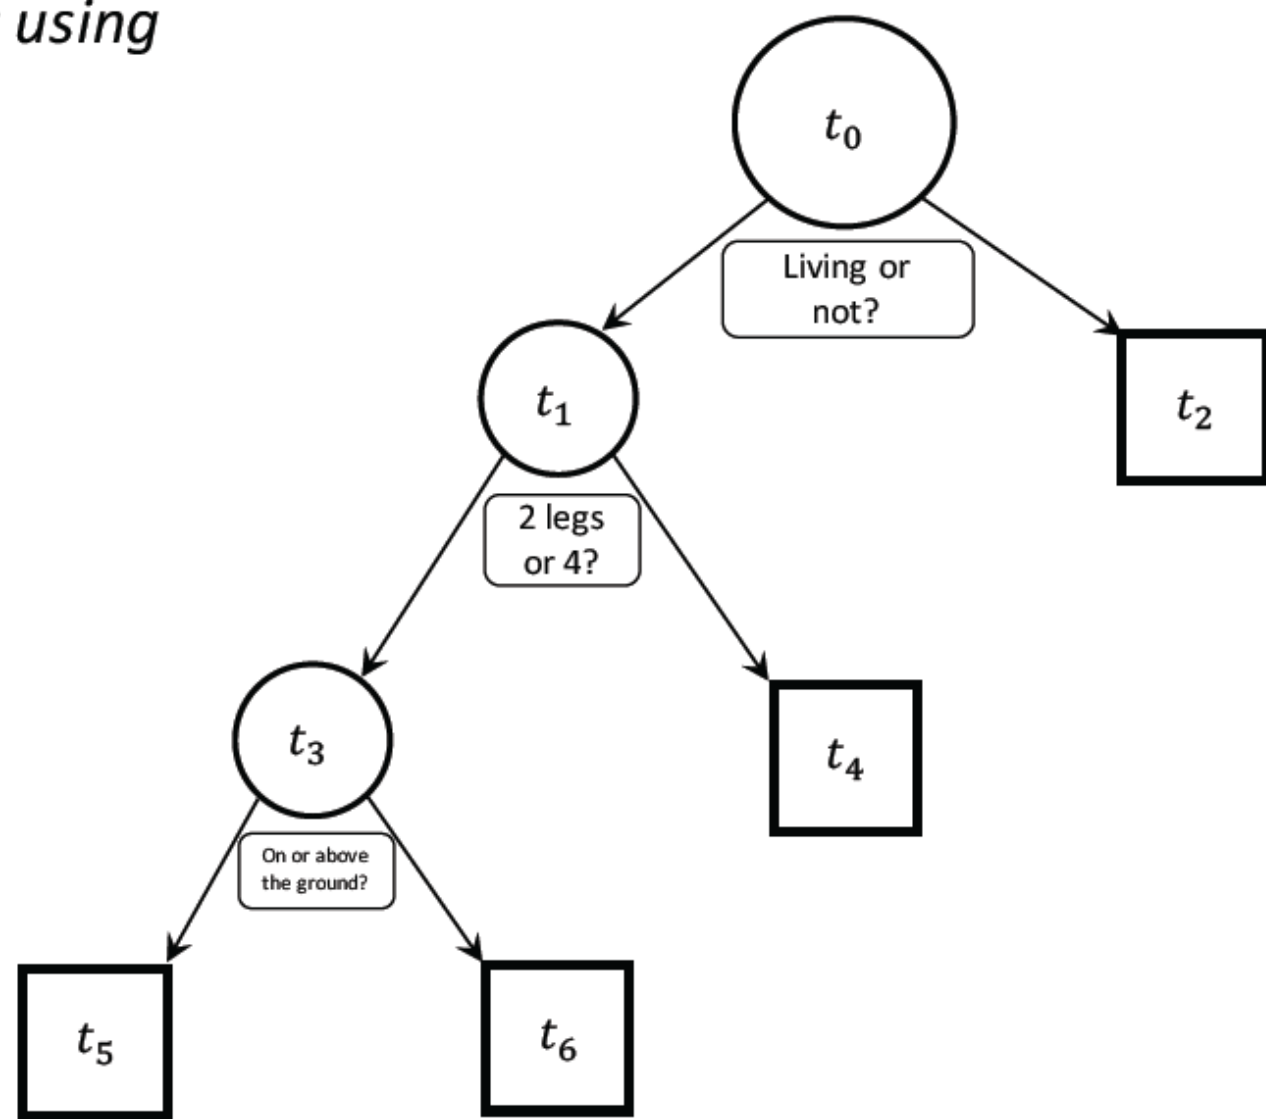 using
t₀
Living or
not?
t₁
t₂
2 legs
or 4?
t₃
t₄
On or above
the ground?
t₅
t₆